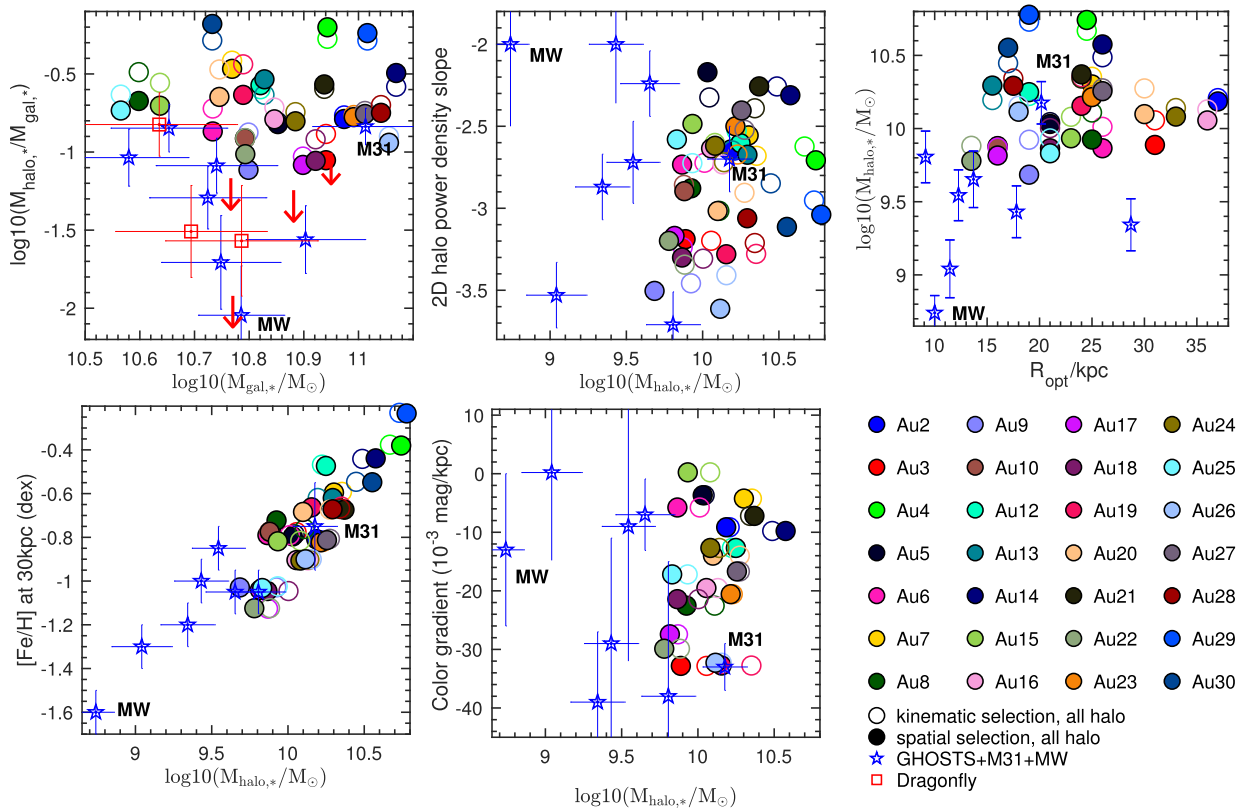 log10(M_halo,*/M_gal,*)
-0.5
-1
-1.5
-2
M31
MW
10.5 10.6 10.7 10.8 10.9 11
log10(M_gal,*/M_⊙)
2D halo power density slope
-2
-2.5
-3
-3.5
MW
M31
9 9.5 10 10.5
log10(M_halo,*/M_⊙)
log10(M_halo,*/M_⊙)
10.5
10
9.5
9
M31
MW
10 15 20 25 30 35
R_opt/kpc
[Fe/H] at 30kpc (dex)
-0.4
-0.6
-0.8
-1
-1.2
-1.4
-1.6
M31
MW
9 9.5 10 10.5
log10(M_halo,*/M_⊙)
Color gradient (10^-3 mag/kpc)
10
0
-10
-20
-30
-40
MW
M31
9 9.5 10 10.5
log10(M_halo,*/M_⊙)
Au2 Au9 Au17 Au24
Au3 Au10 Au18 Au25
Au4 Au12 Au19 Au26
Au5 Au13 Au20 Au27
Au6 Au14 Au21 Au28
Au7 Au15 Au22 Au29
Au8 Au16 Au23 Au30
kinematic selection, all halo
spatial selection, all halo
GHOSTS+M31+MW
Dragonfly